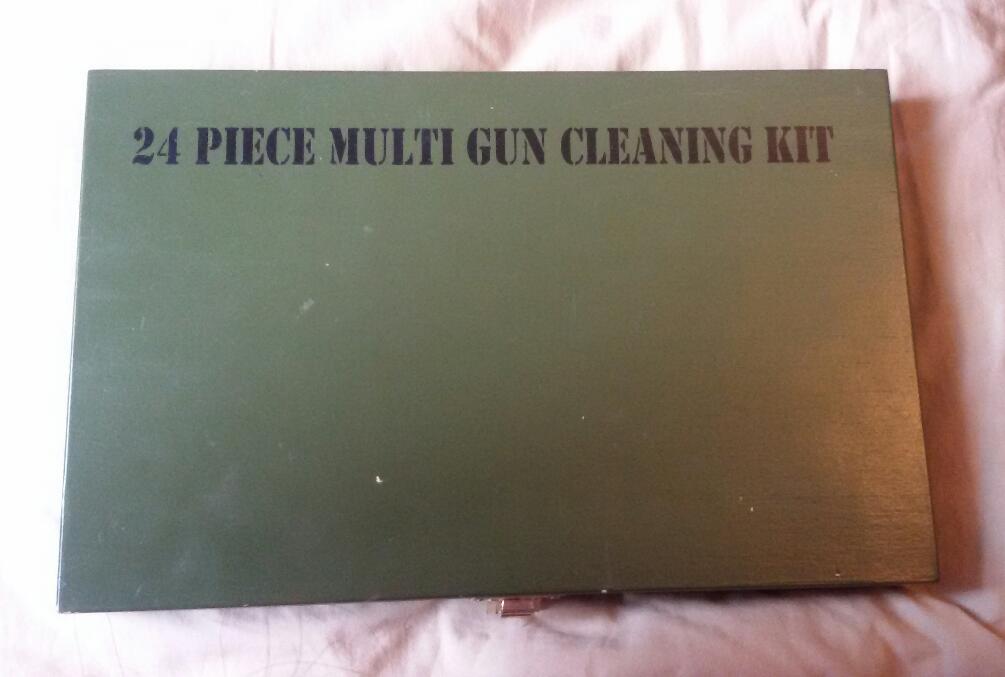 24 PIECE MULTI GUN CLEANING KIT